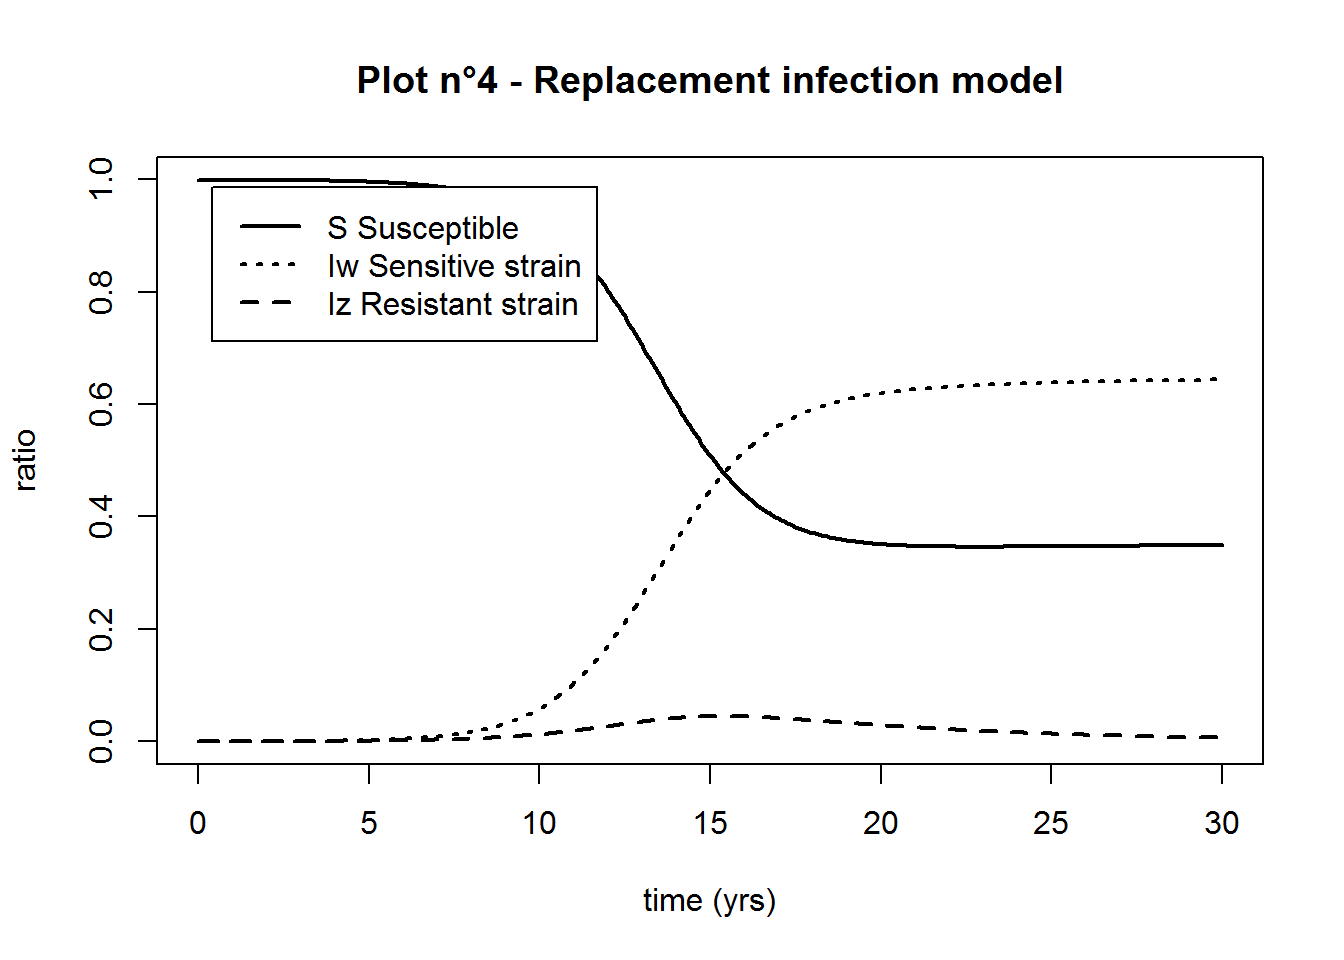 Plot n°4 - Replacement infection model
S Susceptible
Iw Sensitive strain
Iz Resistant strain
ratio
1.0
0.8
0.6
0.4
0.2
0.0
0 5 10 15 20 25 30
time (yrs)